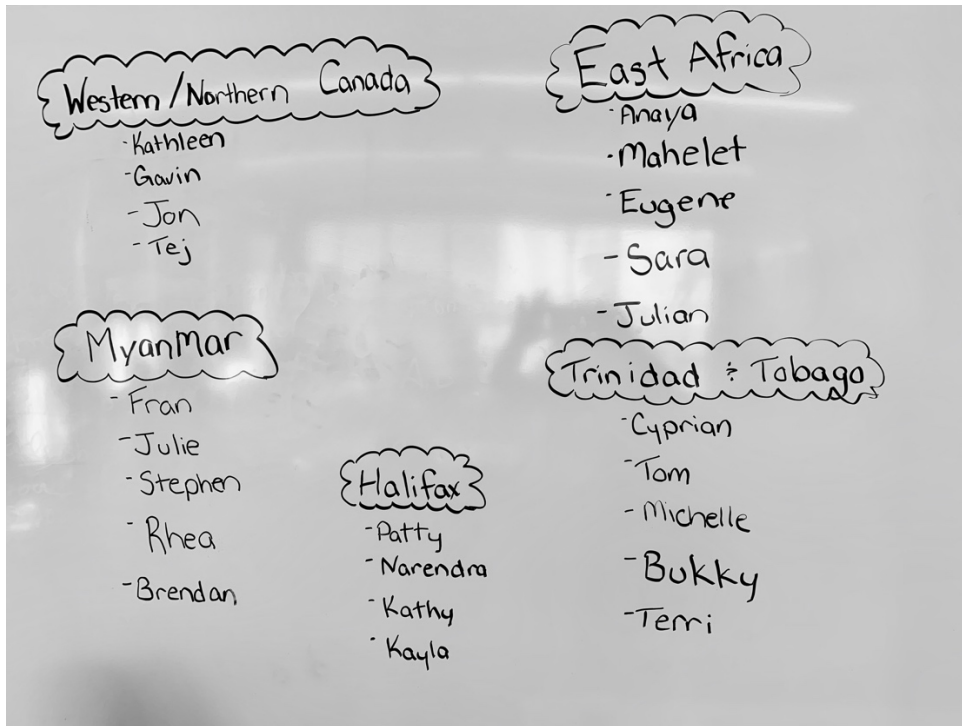 Western/Northern Canada
-Kathleen
-Gavin
-Jon
-Tej
Myanmar
-Fran
-Julie
-Stephen
-Rhea
-Brendan
Halifax
-Patty
-Narendra
-Kathy
-Kayla
East Africa
-Anaya
-Mahelet
-Eugene
-Sara
-Julian
Trinidad & Tobago
-Cyprian
-Tom
-Michelle
-Bukky
-Terri